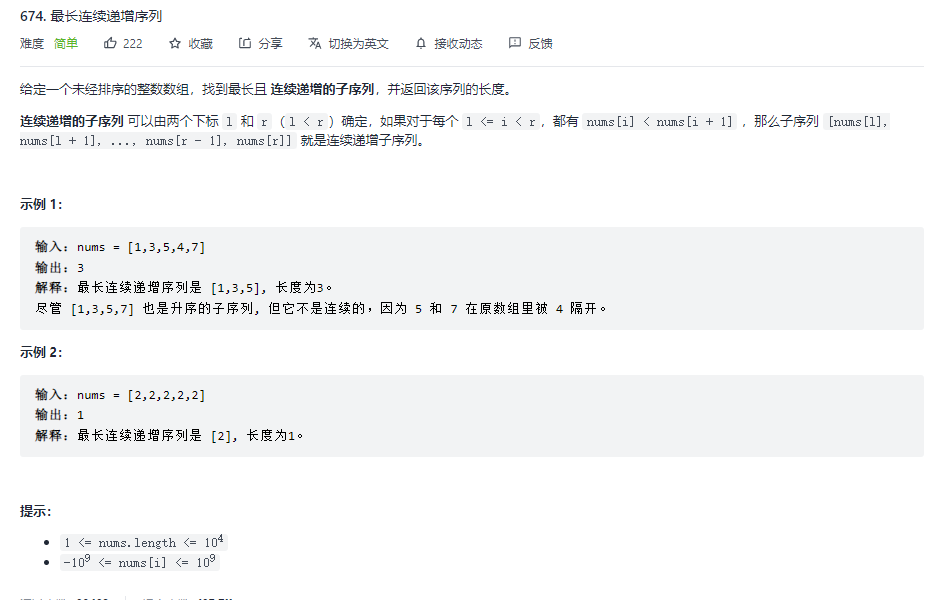 674. 最长连续递增序列
难度 简单 222 收藏 分享 切换为英文 接收动态 反馈
给定一个未经排序的整数数组，找到最长且 连续递增的子序列，并返回该序列的长度。
连续递增的子序列 可以由两个下标 l 和 r（l < r）确定，如果对于每个 l <= i < r，都有 nums[i] < nums[i + 1] ，那么子序列 [nums[l],
nums[l + 1], ..., nums[r - 1], nums[r]] 就是连续递增子序列。
示例 1：
输入：nums = [1,3,5,4,7]
输出：3
解释：最长连续递增序列是 [1,3,5], 长度为3。
尽管 [1,3,5,7] 也是升序的子序列, 但它不是连续的，因为 5 和 7 在原数组里被 4 隔开。
示例 2：
输入：nums = [2,2,2,2,2]
输出：1
解释：最长连续递增序列是 [2], 长度为1。
提示：
1 <= nums.length <= 10⁴
-10⁹ <= nums[i] <= 10⁹